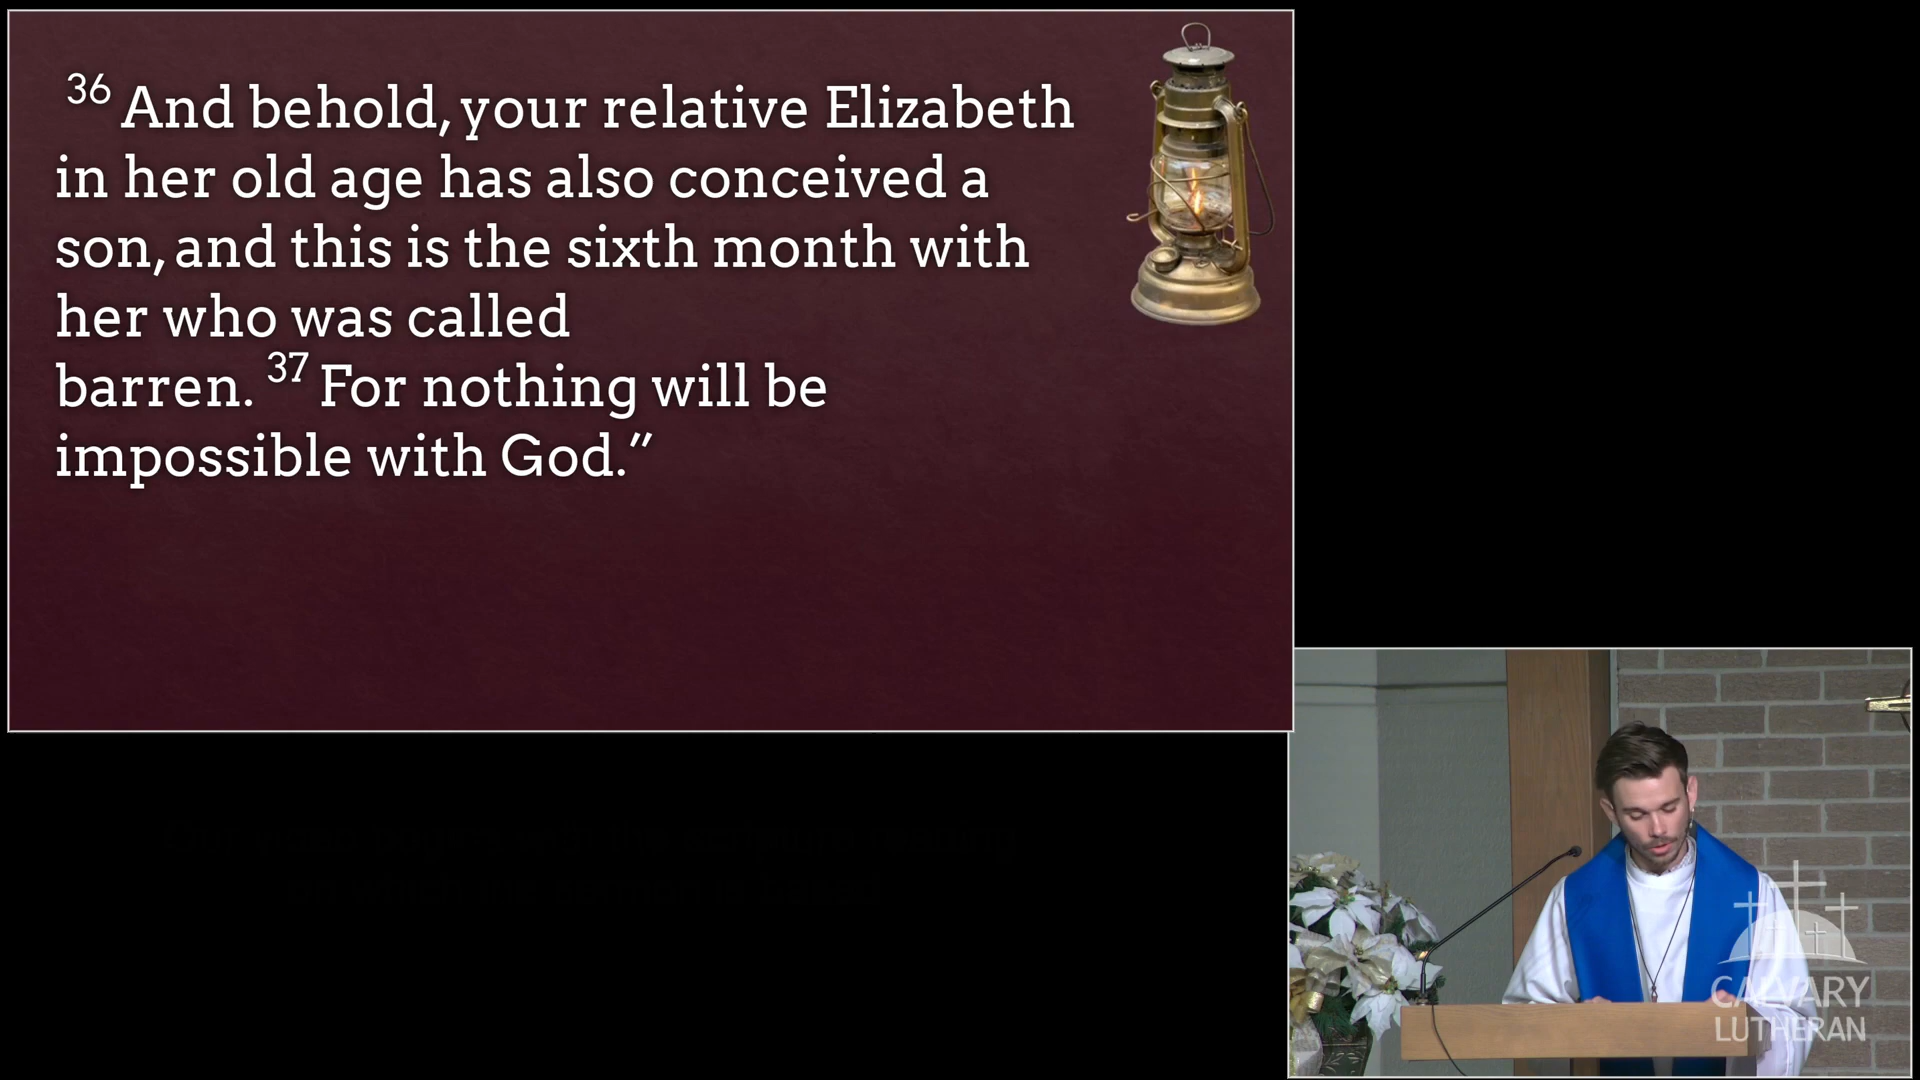 36 And behold, your relative Elizabeth
in her old age has also conceived a
son, and this is the sixth month with
her who was called
barren. 37 For nothing will be
impossible with God.”
CALVARY
LUTHERAN